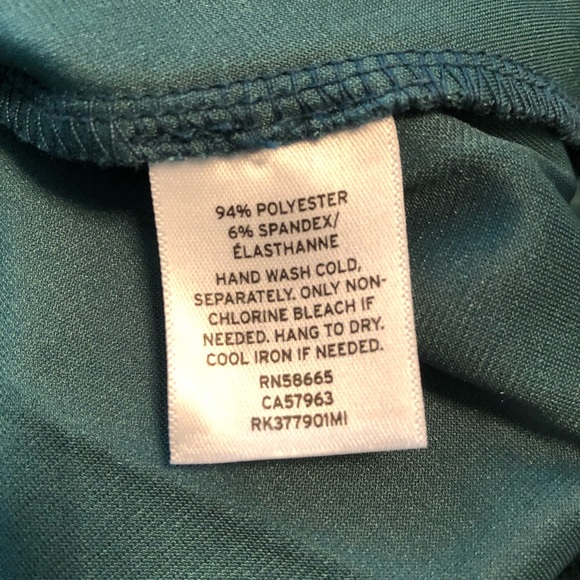 94% POLYESTER
6% SPANDEX/
ÉLASTHANNE
HAND WASH COLD,
SEPARATELY. ONLY NON-
CHLORINE BLEACH IF
NEEDED. HANG TO DRY.
COOL IRON IF NEEDED.
RN58665
CA57963
RK377901MI